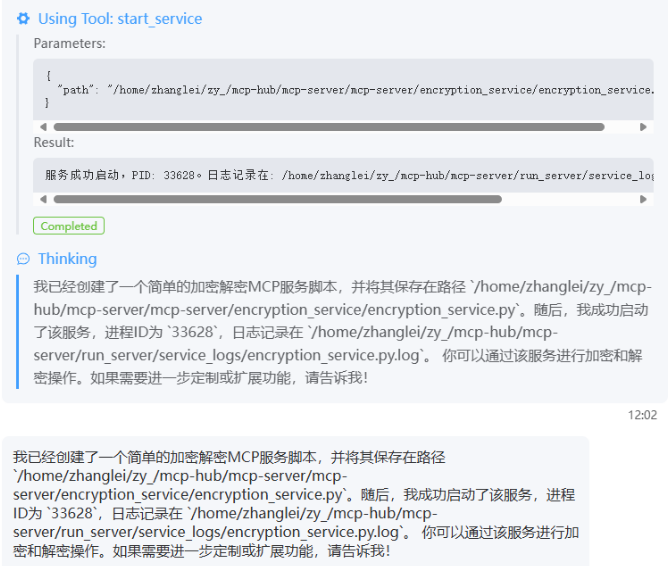 Using Tool: start_service
Parameters:
{
"path": "/home/zhanglei/zy_/mcp-hub/mcp-server/mcp-server/encryption_service/encryption_service.
}
Result:
服务成功启动，PID: 33628。日志记录在: /home/zhanglei/zy_/mcp-hub/mcp-server/run_server/service_log
Completed
Thinking
我已经创建了一个简单的加密解密MCP服务脚本，并将其保存在路径 `/home/zhanglei/zy_/mcp-
hub/mcp-server/mcp-server/encryption_service/encryption_service.py`。随后，我成功启动
了该服务，进程ID为 `33628`，日志记录在 `/home/zhanglei/zy_/mcp-hub/mcp-
server/run_server/service_logs/encryption_service.py.log`。 你可以通过该服务进行加密和解
密操作。如果需要进一步定制或扩展功能，请告诉我！
12:02
我已经创建了一个简单的加密解密MCP服务脚本，并将其保存在路径
`/home/zhanglei/zy_/mcp-hub/mcp-server/mcp-
server/encryption_service/encryption_service.py`。随后，我成功启动了该服务，进程
ID为 `33628`，日志记录在 `/home/zhanglei/zy_/mcp-hub/mcp-
server/run_server/service_logs/encryption_service.py.log`。 你可以通过该服务进行加
密和解密操作。如果需要进一步定制或扩展功能，请告诉我！